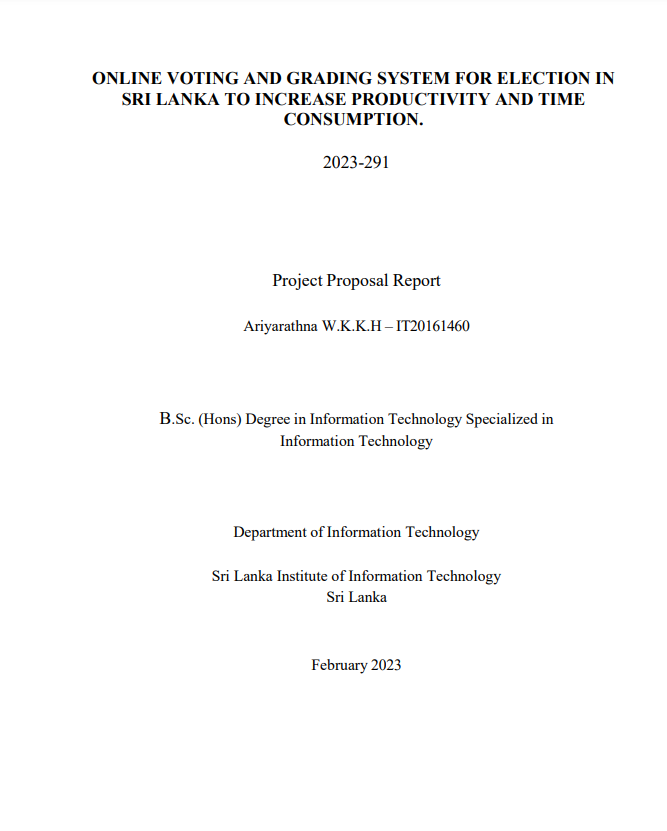 ONLINE VOTING AND GRADING SYSTEM FOR ELECTION IN
SRI LANKA TO INCREASE PRODUCTIVITY AND TIME
CONSUMPTION.
2023-291
Project Proposal Report
Ariyarathna W.K.K.H – IT20161460
B.Sc. (Hons) Degree in Information Technology Specialized in
Information Technology
Department of Information Technology
Sri Lanka Institute of Information Technology
Sri Lanka
February 2023